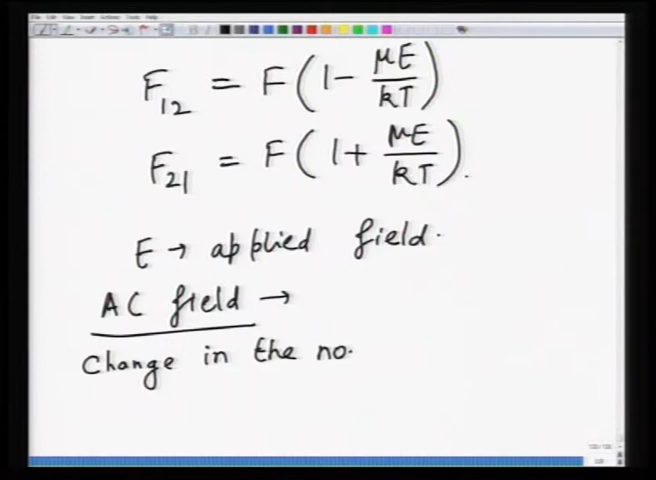 F₁₂ = F(1 - μE/kT)
F₂₁ = F(1 + μE/kT).
E → applied field.
AC field →
Change in the no.